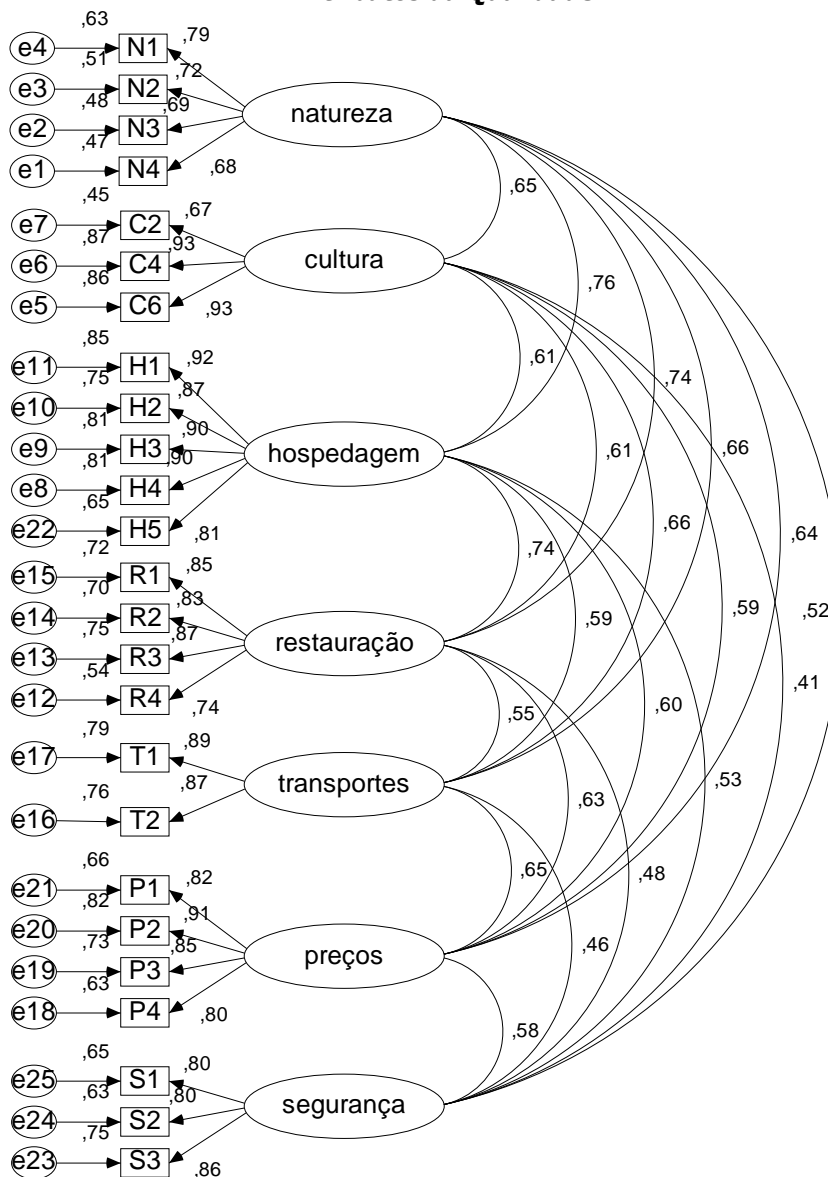 ,63
e4 N1 ,79
,51 ,72
e3 N2 natureza
,48 ,69
e2 N3
,47
e1 N4 ,68 ,65
,45
e7 C2 ,67
,87 ,93
e6 C4 cultura
,86 ,76
e5 C6 ,93
,85 ,61
e11 H1 ,92 ,74
,75 ,87
e10 H2
,81 ,90
e9 H3 hospedagem ,61 ,66
,81 ,90
e8 H4
,65 ,66
e22 H5 ,81 ,64
,72 ,74
e15 R1 ,85
,70 ,83 ,59 ,59 ,52
e14 R2
,75 ,87 restauração
e13 R3
,54 ,41
e12 R4 ,74 ,55 ,60
,79 ,89
e17 T1
,87 transportes ,53
,76 ,63
e16 T2
,66 ,65 ,48
e21 P1 ,82
,82 ,91
e20 P2
,73 ,85 preços ,46
e19 P3
,63
e18 P4 ,80 ,58
,65 ,80
e25 S1
,63 ,80 segurança
e24 S2
,75
e23 S3 ,86